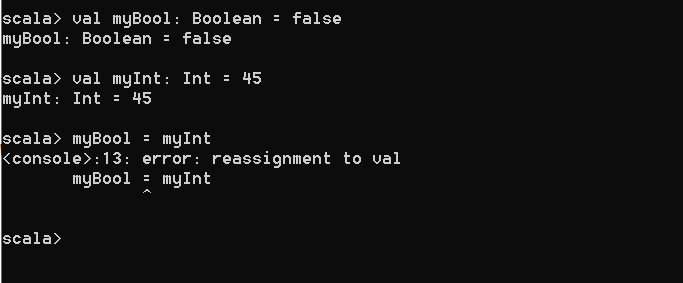 scala> val myBool: Boolean = false
myBool: Boolean = false
scala> val myInt: Int = 45
myInt: Int = 45
scala> myBool = myInt
<console>:13: error: reassignment to val
       myBool = myInt
              ^
scala>